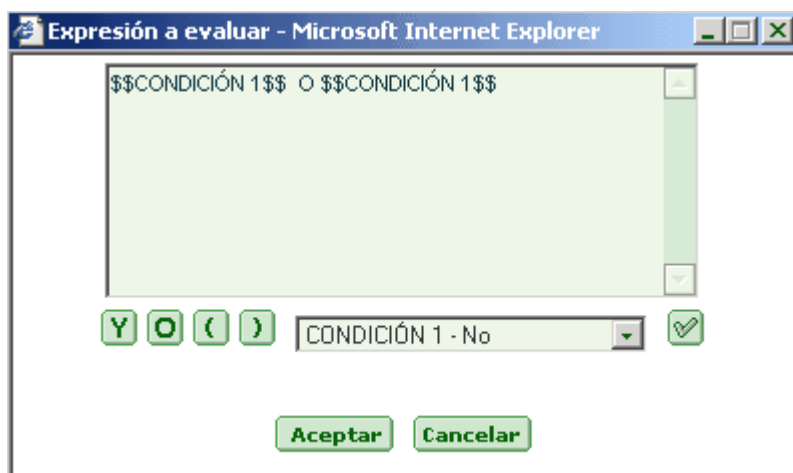 Expresión a evaluar - Microsoft Internet Explorer
$$CONDICIÓN 1$$ O $$CONDICIÓN 1$$
Y O ( ) CONDICIÓN 1 - No
Aceptar Cancelar